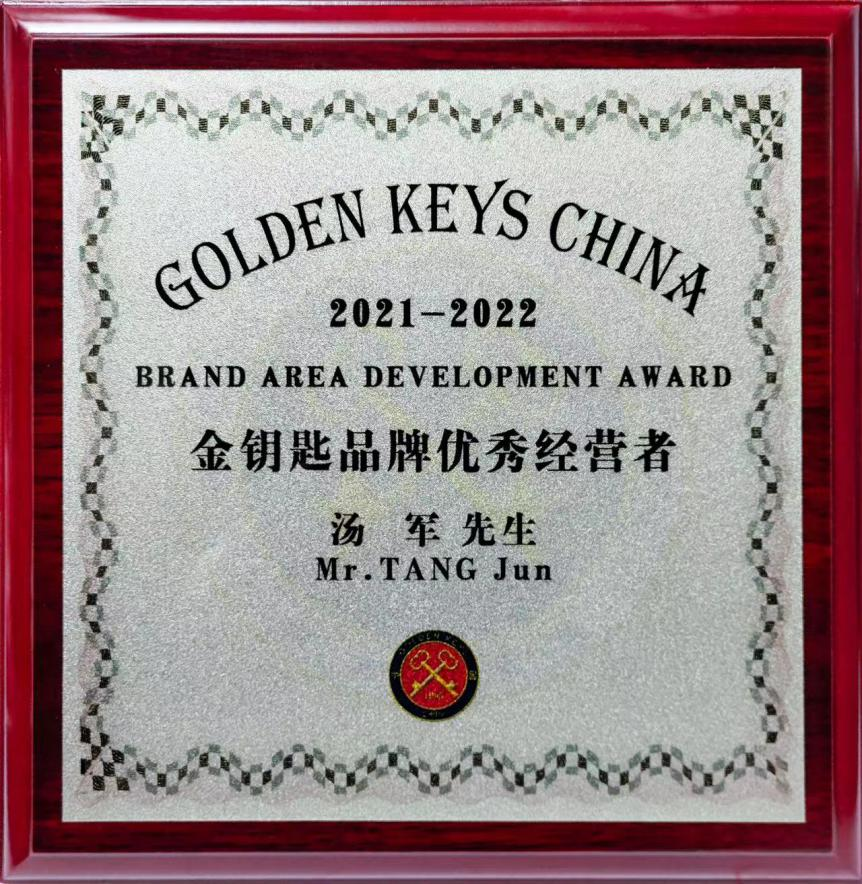 GOLDEN KEYS CHINA
2021-2022
BRAND AREA DEVELOPMENT AWARD
金钥匙品牌优秀经营者
汤 军 先生
Mr.TANG Jun